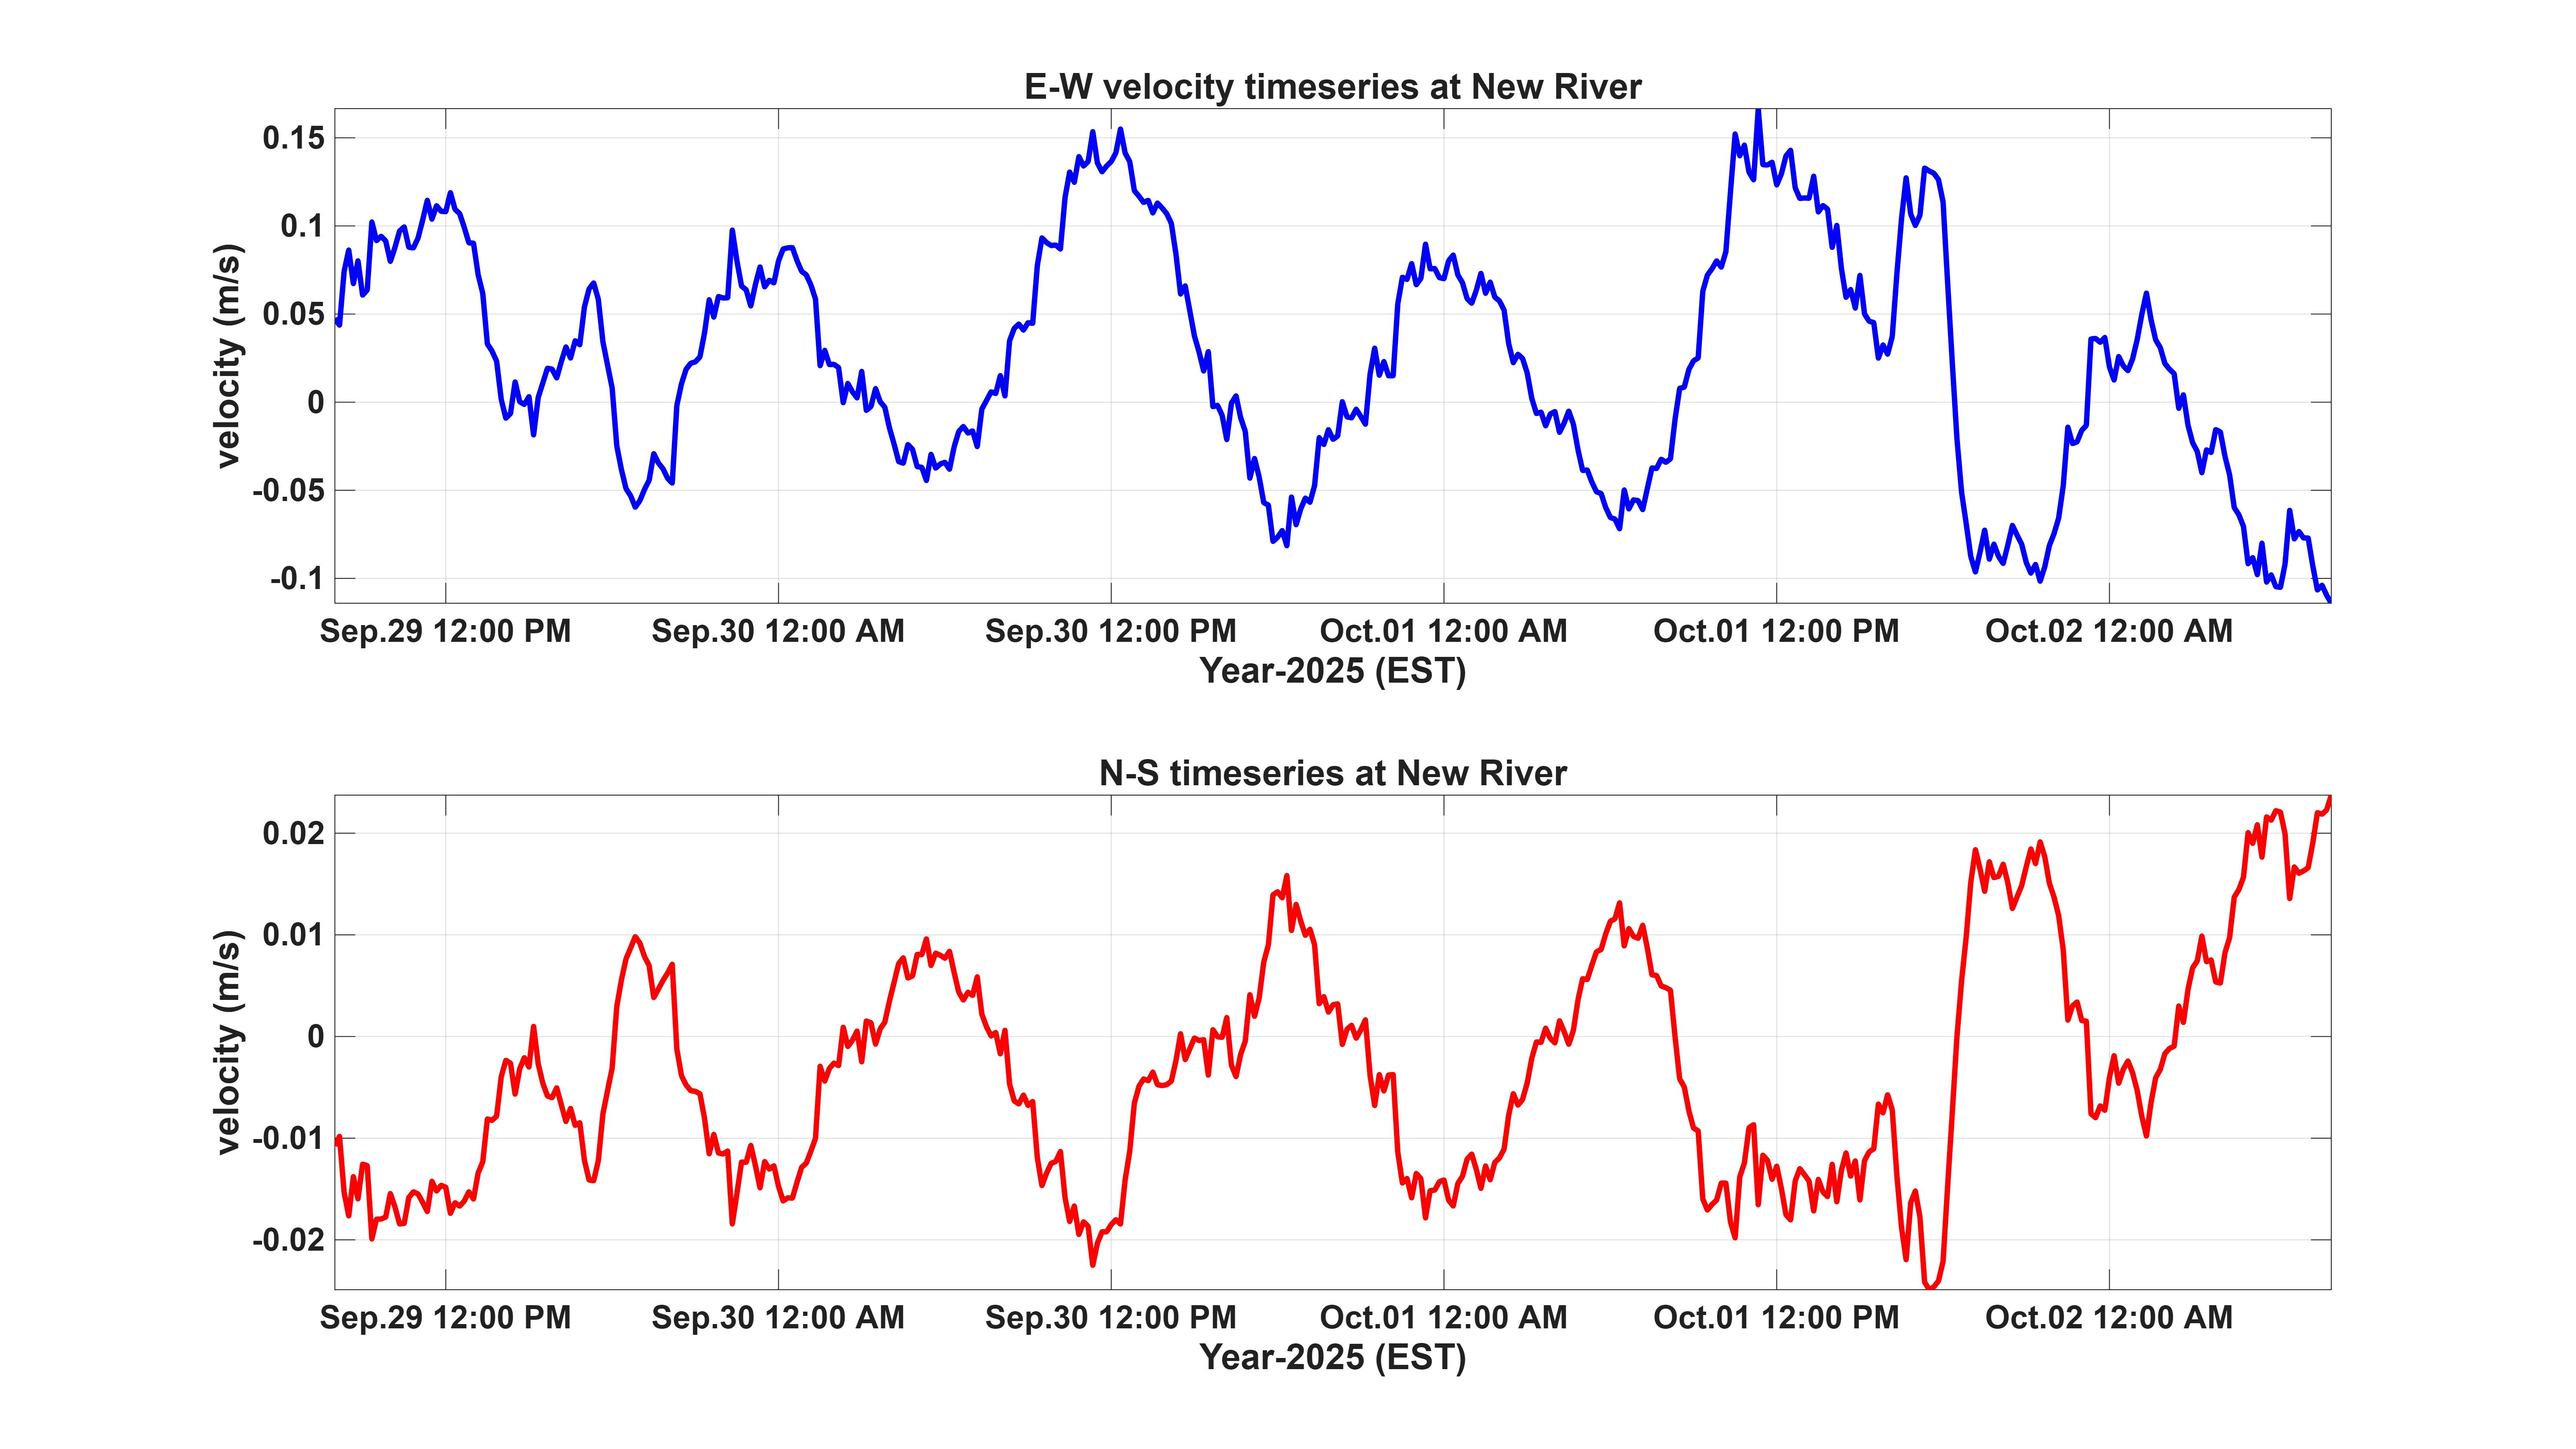 E-W velocity timeseries at New River
velocity (m/s)
0.15
0.1
0.05
0
-0.05
-0.1
Sep.29 12:00 PM Sep.30 12:00 AM Sep.30 12:00 PM Oct.01 12:00 AM Oct.01 12:00 PM Oct.02 12:00 AM
Year-2025 (EST)
N-S timeseries at New River
velocity (m/s)
0.02
0.01
0
-0.01
-0.02
Sep.29 12:00 PM Sep.30 12:00 AM Sep.30 12:00 PM Oct.01 12:00 AM Oct.01 12:00 PM Oct.02 12:00 AM
Year-2025 (EST)